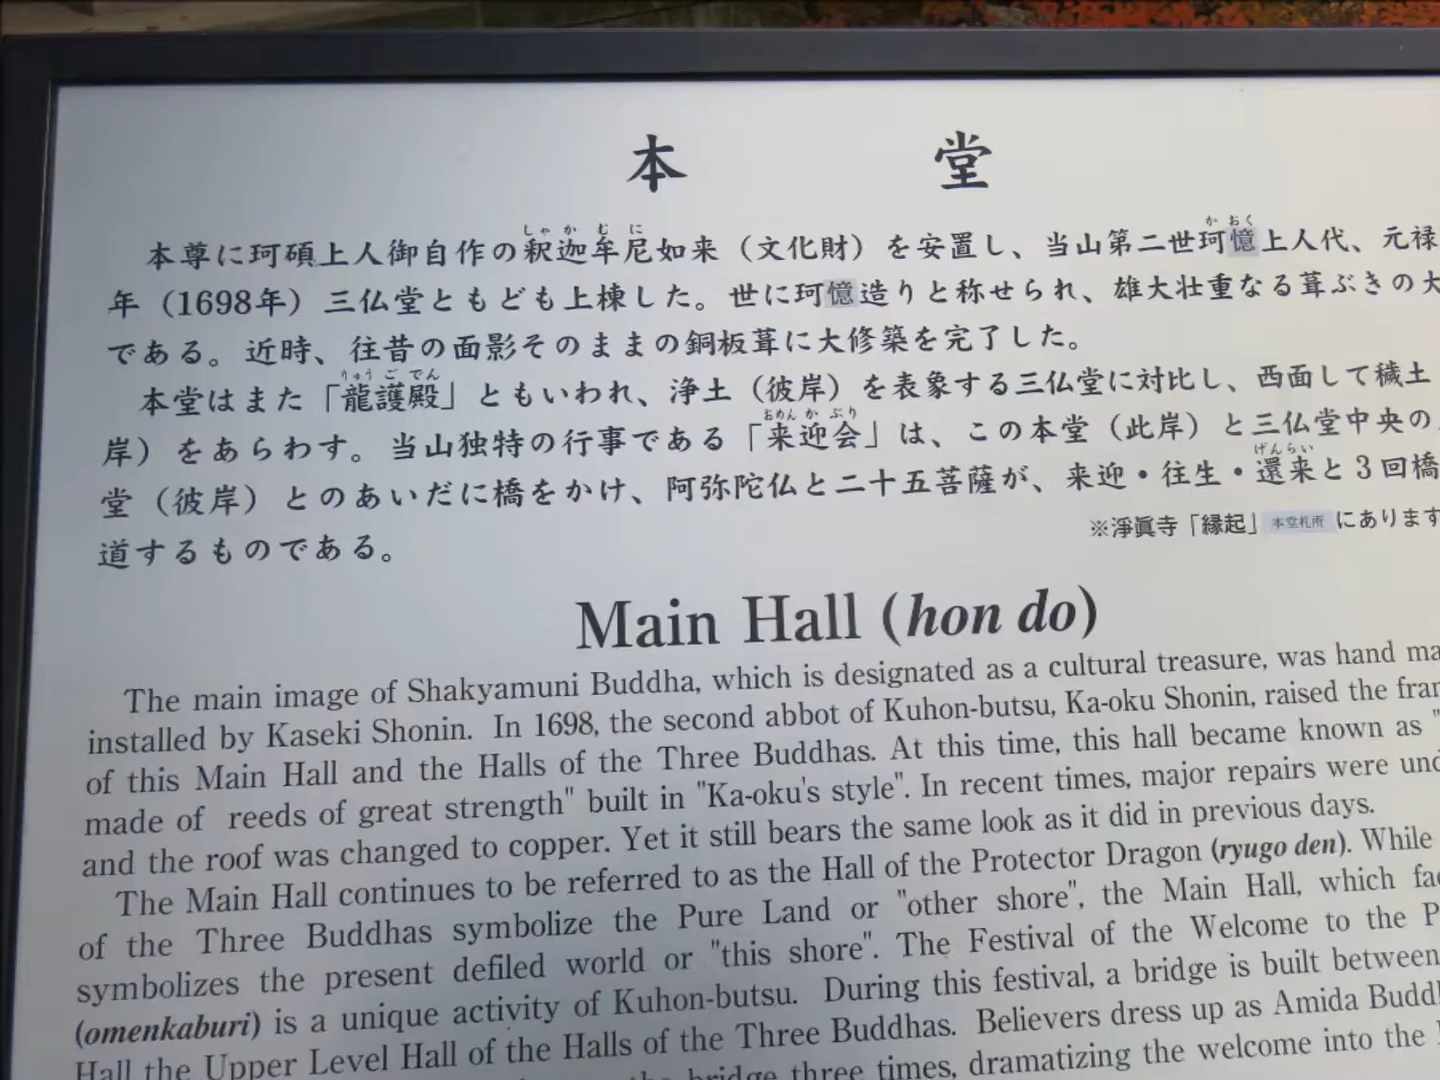 本堂
本尊に珂碩上人御自作の釈迦牟尼如来（文化財）を安置し、当山第二世珂憶上人代、元禄
年（1698年）三仏堂ともども上棟した。世に珂憶造りと称せられ、雄大壮重なる葺ぶきの大
である。近時、往昔の面影そのままの銅板葺に大修築を完了した。
本堂はまた「龍護殿」ともいわれ、浄土（彼岸）を表象する三仏堂に対比し、西面して穢土
岸）をあらわす。当山独特の行事である「来迎会」は、この本堂（此岸）と三仏堂中央の
堂（彼岸）とのあいだに橋をかけ、阿弥陀仏と二十五菩薩が、来迎・往生・還来と３回橋
道するものである。
※淨眞寺「縁起」本堂札所にあります
Main Hall (hon do)
The main image of Shakyamuni Buddha, which is designated as a cultural treasure, was hand ma
installed by Kaseki Shonin. In 1698, the second abbot of Kuhon-butsu, Ka-oku Shonin, raised the fram
of this Main Hall and the Halls of the Three Buddhas. At this time, this hall became known as "
made of reeds of great strength" built in "Ka-oku's style". In recent times, major repairs were und
and the roof was changed to copper. Yet it still bears the same look as it did in previous days.
The Main Hall continues to be referred to as the Hall of the Protector Dragon (ryugo den). While
of the Three Buddhas symbolize the Pure Land or "other shore", the Main Hall, which fac
symbolizes the present defiled world or "this shore". The Festival of the Welcome to the P
(omenkaburi) is a unique activity of Kuhon-butsu. During this festival, a bridge is built between
Hall the Upper Level Hall of the Halls of the Three Buddhas. Believers dress up as Amida Budd
the bridge three times, dramatizing the welcome into the